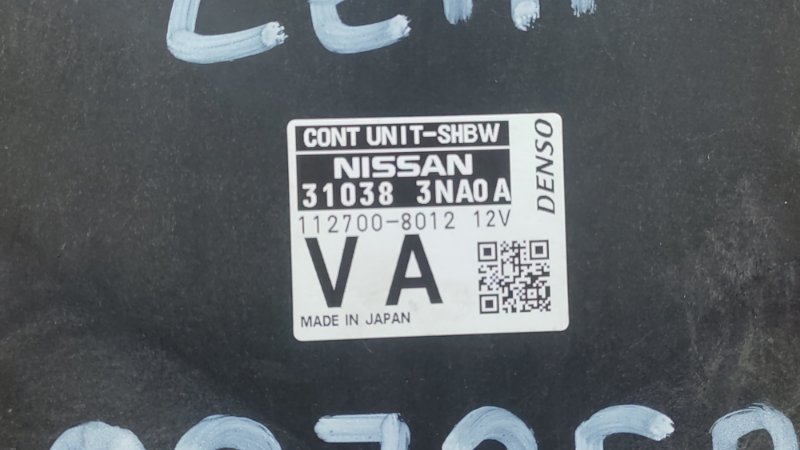 CONT UNIT-SHBW
NISSAN
31038 3NA0A
DENSO
112700-8012 12V
VA
MADE IN JAPAN